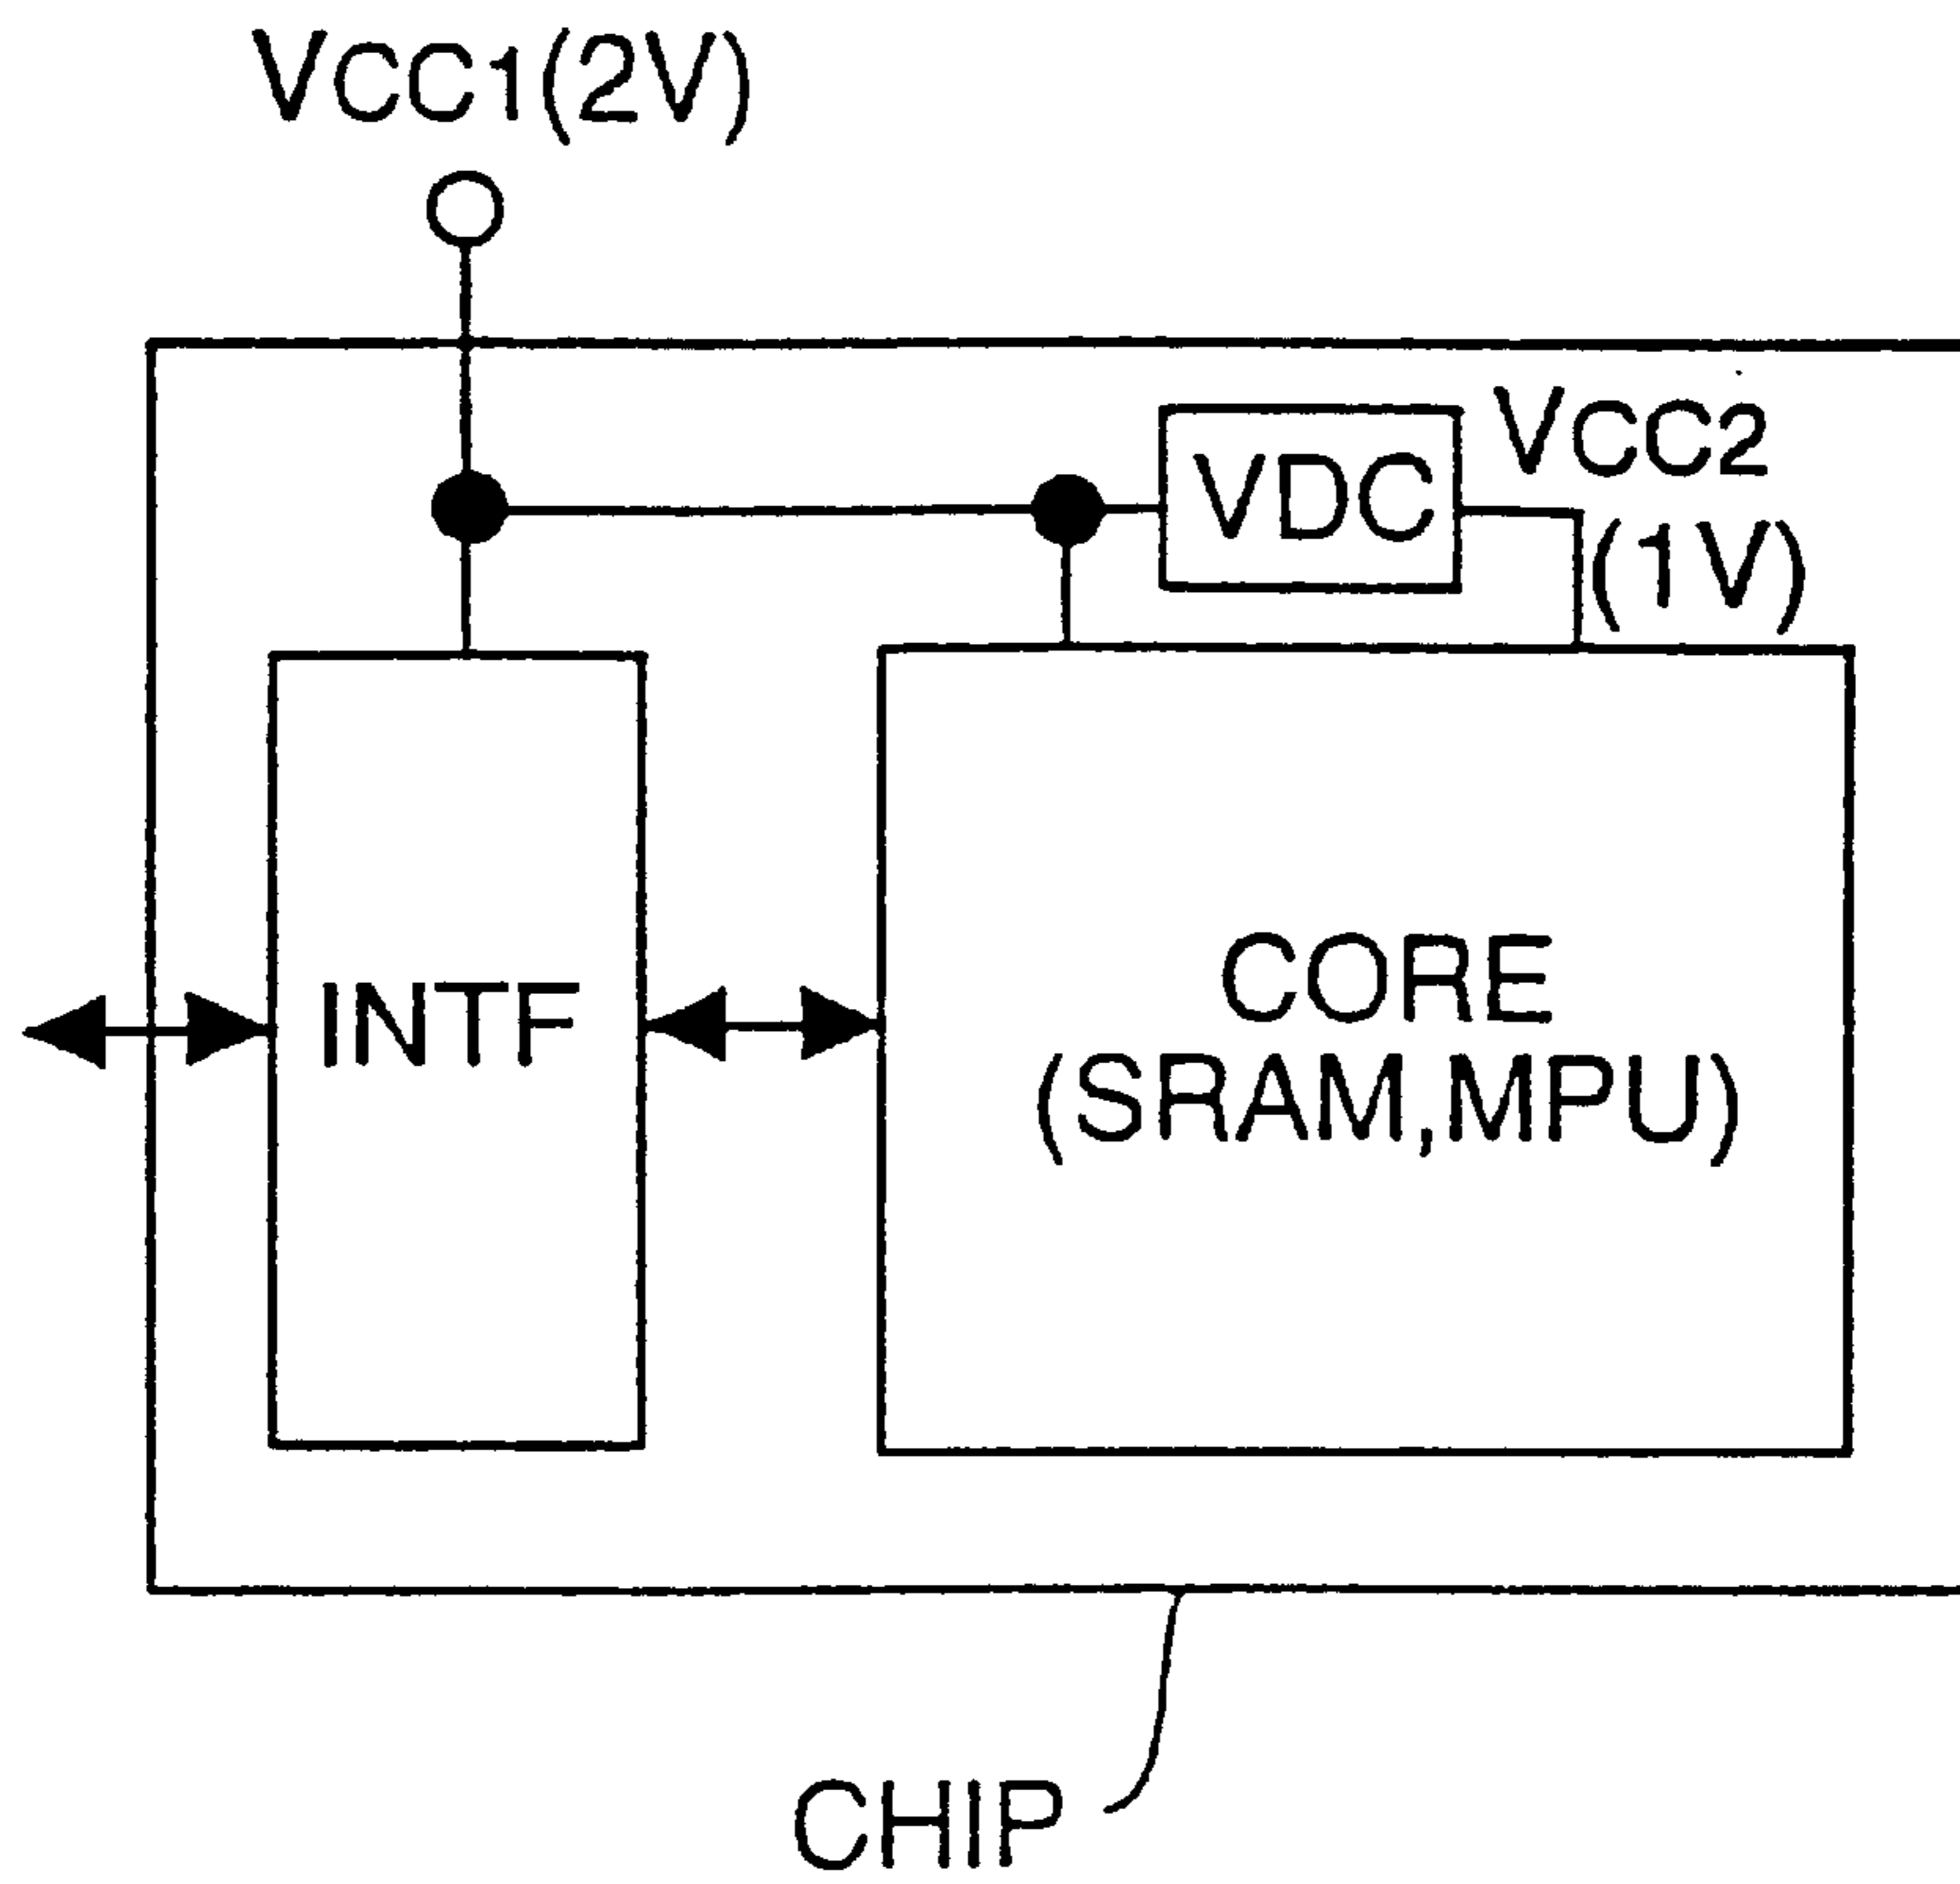 VCC1(2V)
VCC2
VDC
(1V)
INTF
CORE
(SRAM,MPU)
CHIP